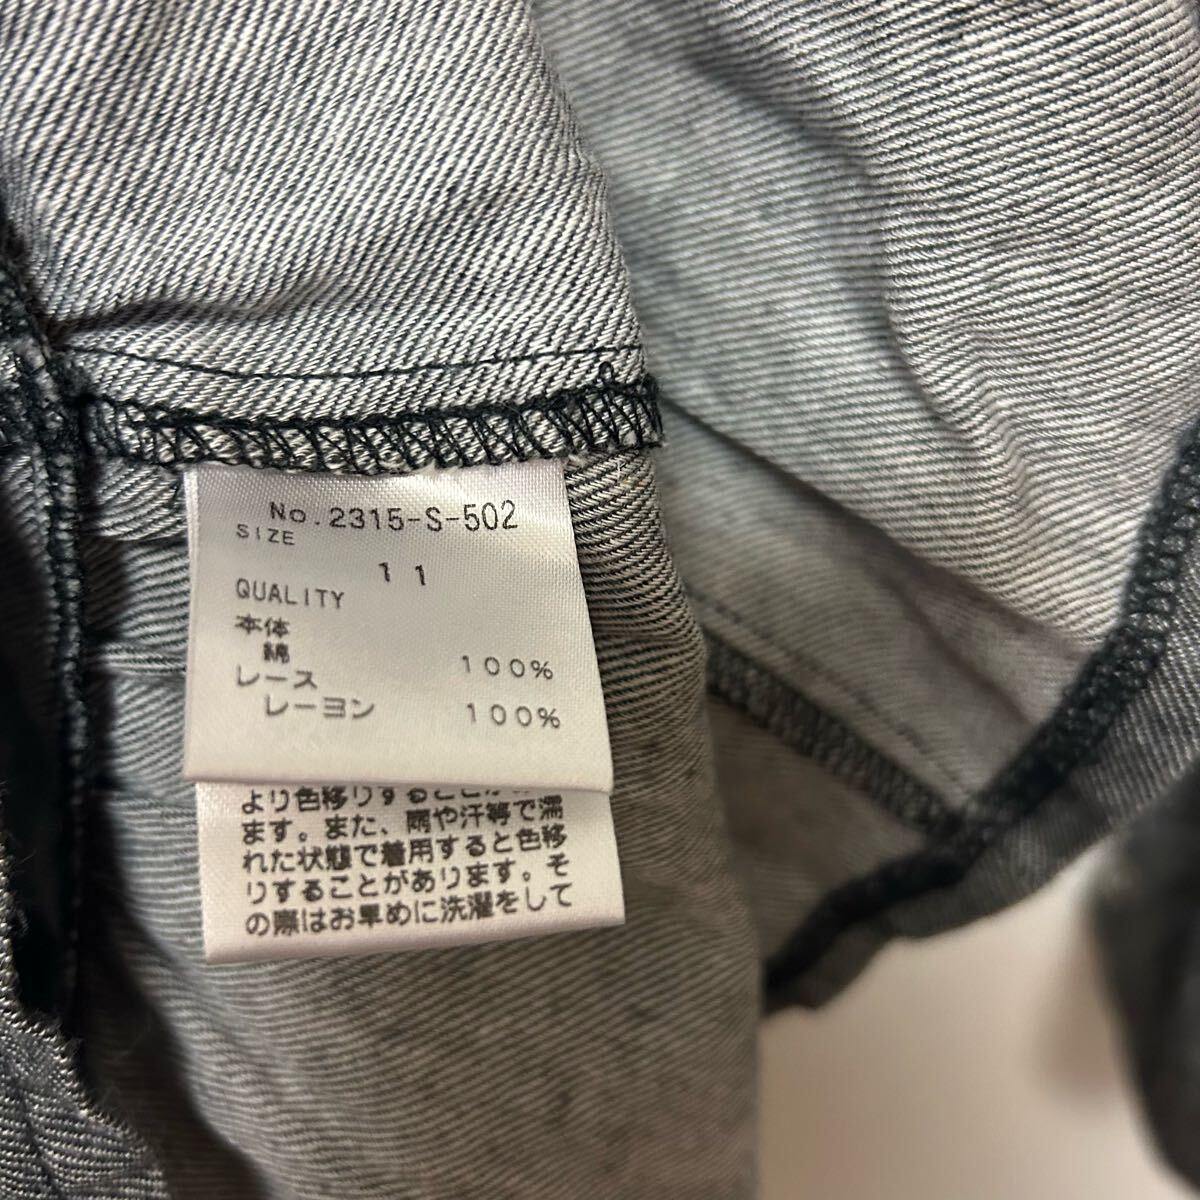 No.2315-S-502
SIZE
11
QUALITY
本体
綿 100%
レース
レーヨン 100%
より色移りすることが
ます。また、雨や汗等で濡
れた状態で着用すると色移
りすることがあります。そ
の際はお早めに洗濯をして